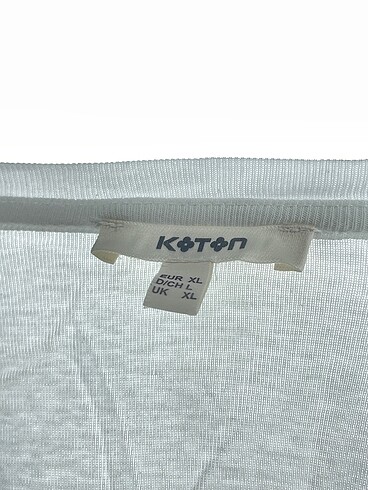 KOTON
EUR XL
D/CH L
UK XL